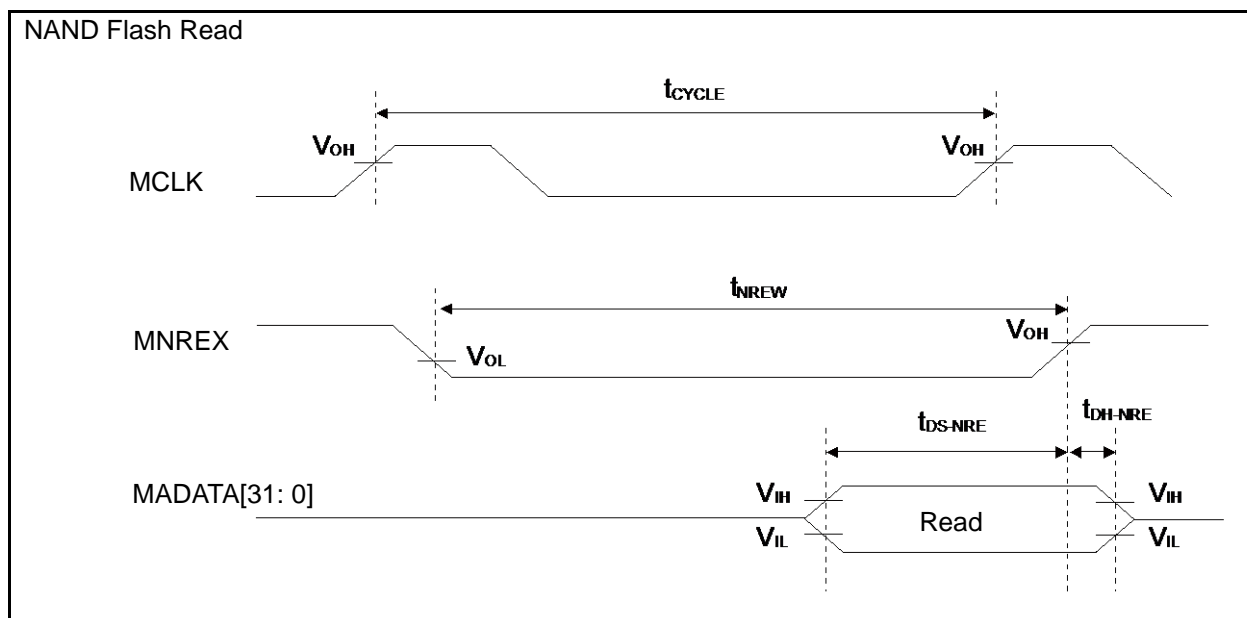 NAND Flash Read
tCYCLE
VOH VOH
MCLK
tNREW
MNREX VOL VOH
tDS-NRE tDH-NRE
MADATA[31: 0] VIH Read VIH
VIL VIL